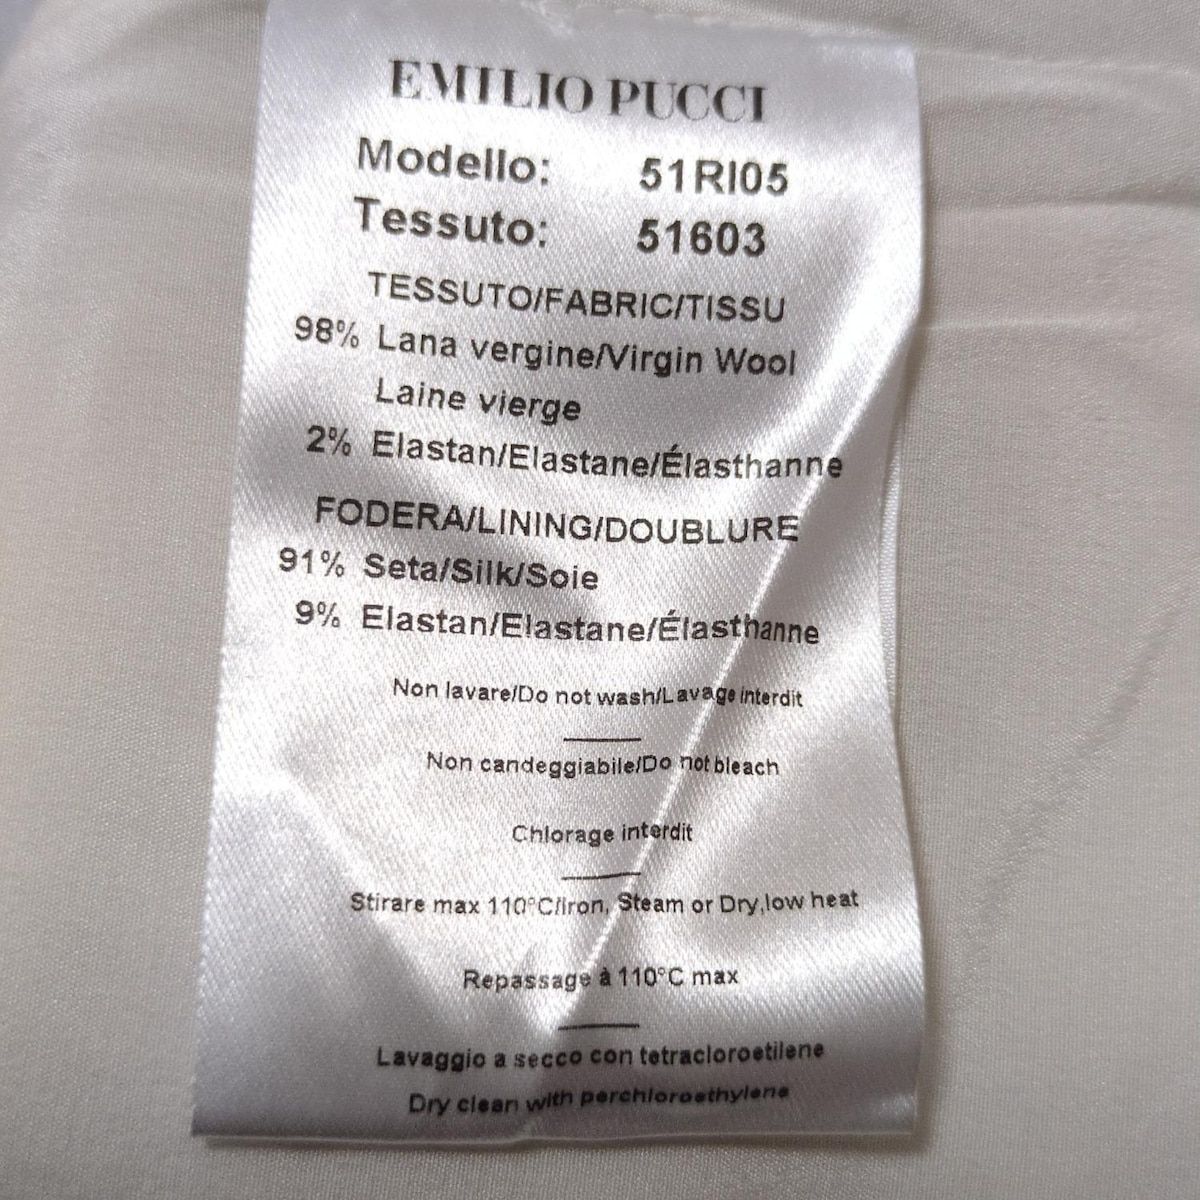 EMILIO PUCCI
Modello: 51RI05
Tessuto: 51603
TESSUTO/FABRIC/TISSU
98% Lana vergine/Virgin Wool
Laine vierge
2% Elastan/Elastane/Élasthanne
FODERA/LINING/DOUBLURE
91% Seta/Silk/Soie
9% Elastan/Elastane/Élasthanne
Non lavare/Do not wash/Lavage interdit
Non candeggiabile/Do not bleach
Chlorage interdit
Stirare max 110°C/Iron, Steam or Dry,low heat
Repassage à 110°C max
Lavaggio a secco con tetracloroetilene
Dry clean with perchloroethylene